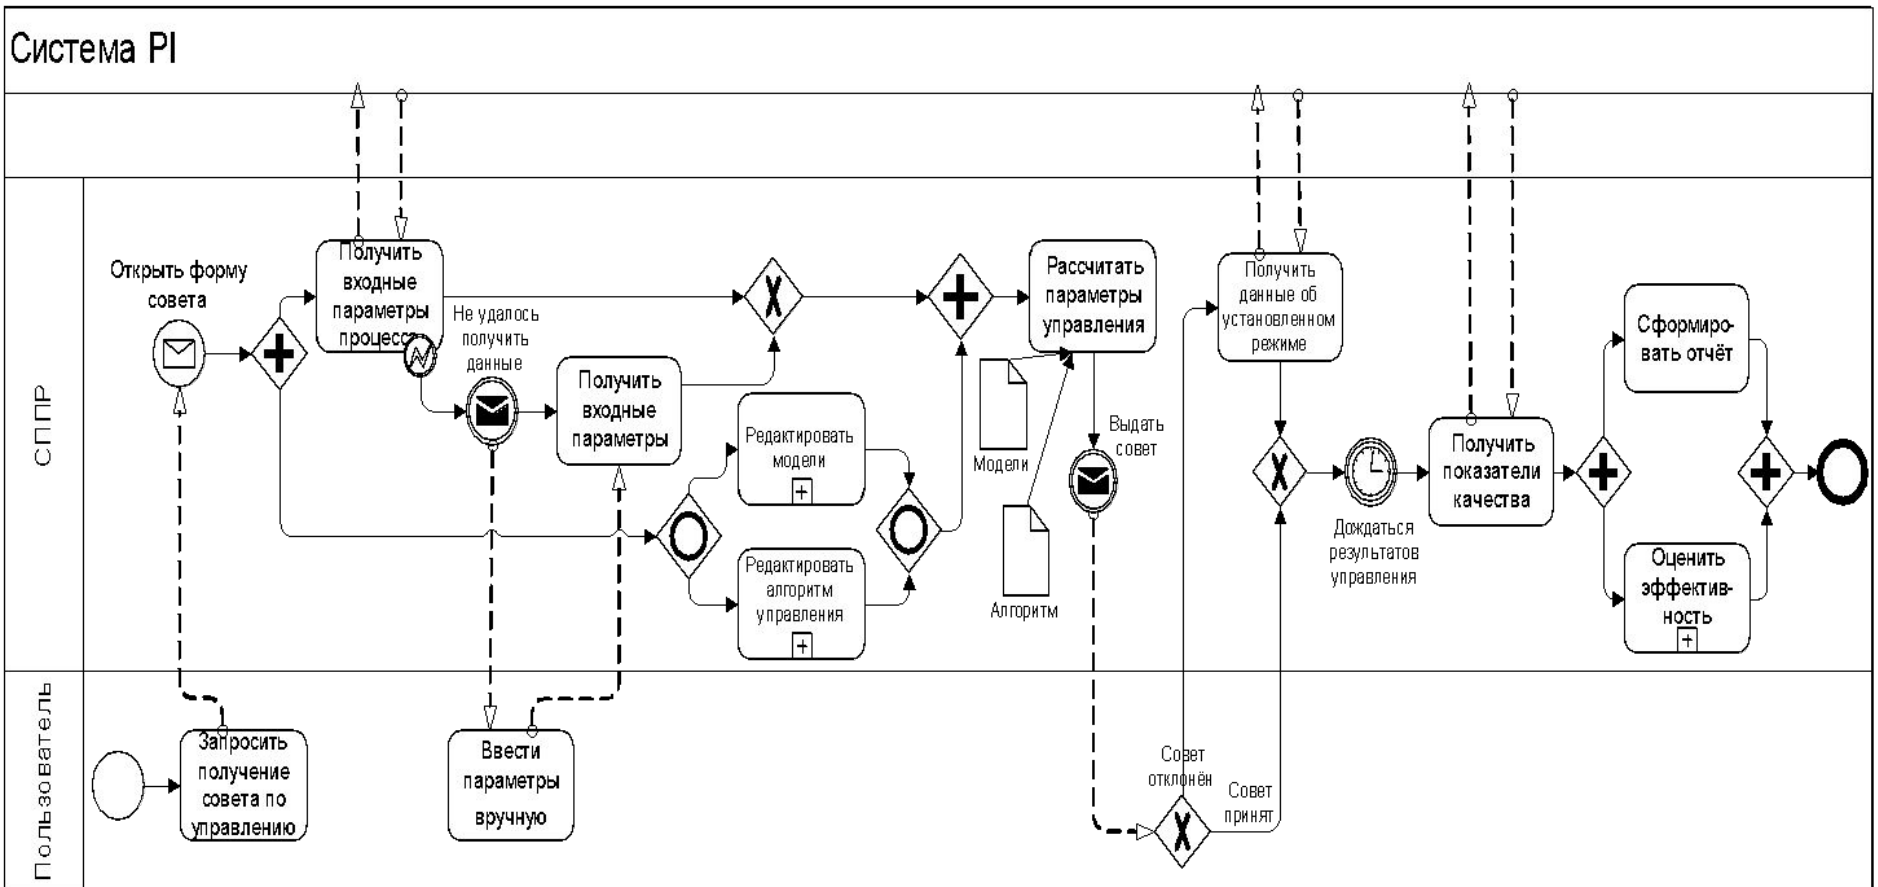 Система PI
СППР
Открыть форму
совета
Получить
входные
параметры
процесса
Не удалось
получить
данные
Получить
входные
параметры
Редактировать
модели
Редактировать
алгоритм
управления
Рассчитать
параметры
управления
Модели
Алгоритм
Выдать
совет
Получить
данные об
установленном
режиме
Дождаться
результатов
управления
Получить
показатели
качества
Сформиро-
вать отчёт
Оценить
эффектив-
ность
Пользователь
Запросить
получение
совета по
управлению
Ввести
параметры
вручную
Совет
отклонён
Совет
принят